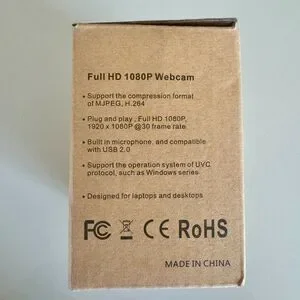 Full HD 1080P Webcam
• Support the compression format
of MJPEG, H.264
• Plug and play , Full HD 1080P,
1920 x 1080P @30 frame rate
• Built in microphone, and compatible
with USB 2.0
• Support the operation system of UVC
protocol, such as Windows series
• Designed for laptops and desktops
FC CE RoHS
MADE IN CHINA